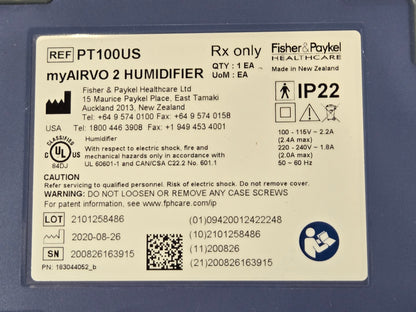 REF PT100US
Rx only
Fisher&Paykel
HEALTHCARE
myAIRVO 2 HUMIDIFIER
QTY : 1 EA
UoM : EA
Made in New Zealand
Fisher & Paykel Healthcare Ltd
15 Maurice Paykel Place, East Tamaki
Auckland 2013, New Zealand
Tel: +64 9 574 0100 Fax +64 9 574 0158
USA Tel: 1800 446 3908 Fax: +1 949 453 4001
IP22
Humidifier
With respect to electric shock, fire and
mechanical hazards only in accordance with
UL 60601-1 and CAN/CSA C22.2 No. 601.1
CLASSIFIED
C UL US
84DJ
100 - 115V ~ 2.2A
(2.4A max)
220 - 240V ~ 1.8A
(2.0A max)
50 ~ 60 Hz
CAUTION
Refer servicing to qualified personnel. Risk of electric shock. Do not remove cover.
WARNING: DO NOT LOOSEN OR REMOVE ANY CASE SCREWS
For patent information, see www.fphcare.com/ip
LOT 2101258486
2020-08-26
SN 200826163915
PN: 183044052_b
(01)09420012422248
(10)2101258486
(11)200826
(21)200826163915